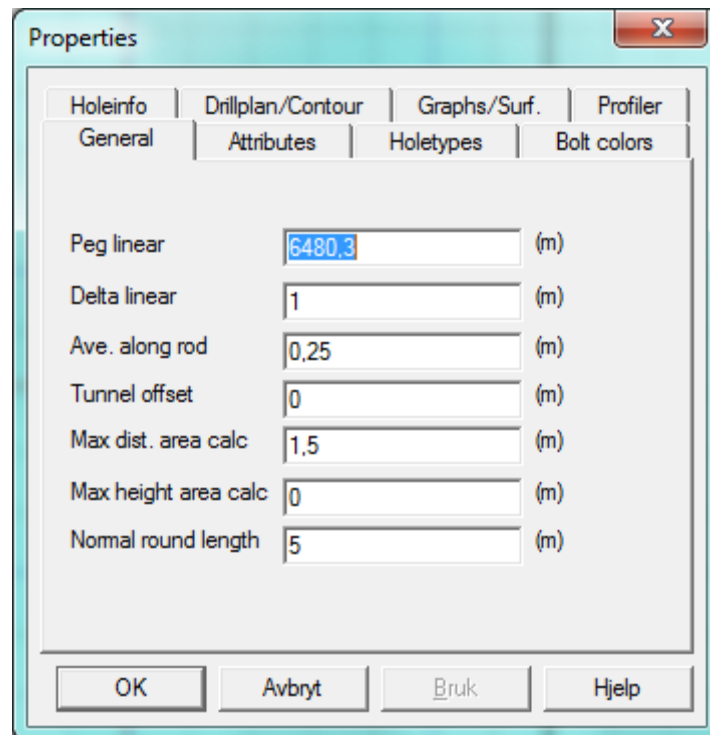 Properties
Holeinfo Drillplan/Contour Graphs/Surf. Profiler
General Attributes Holetypes Bolt colors
Peg linear 6480,3 (m)
Delta linear 1 (m)
Ave. along rod 0,25 (m)
Tunnel offset 0 (m)
Max dist. area calc 1,5 (m)
Max height area calc 0 (m)
Normal round length 5 (m)
OK Avbryt Bruk Hjelp